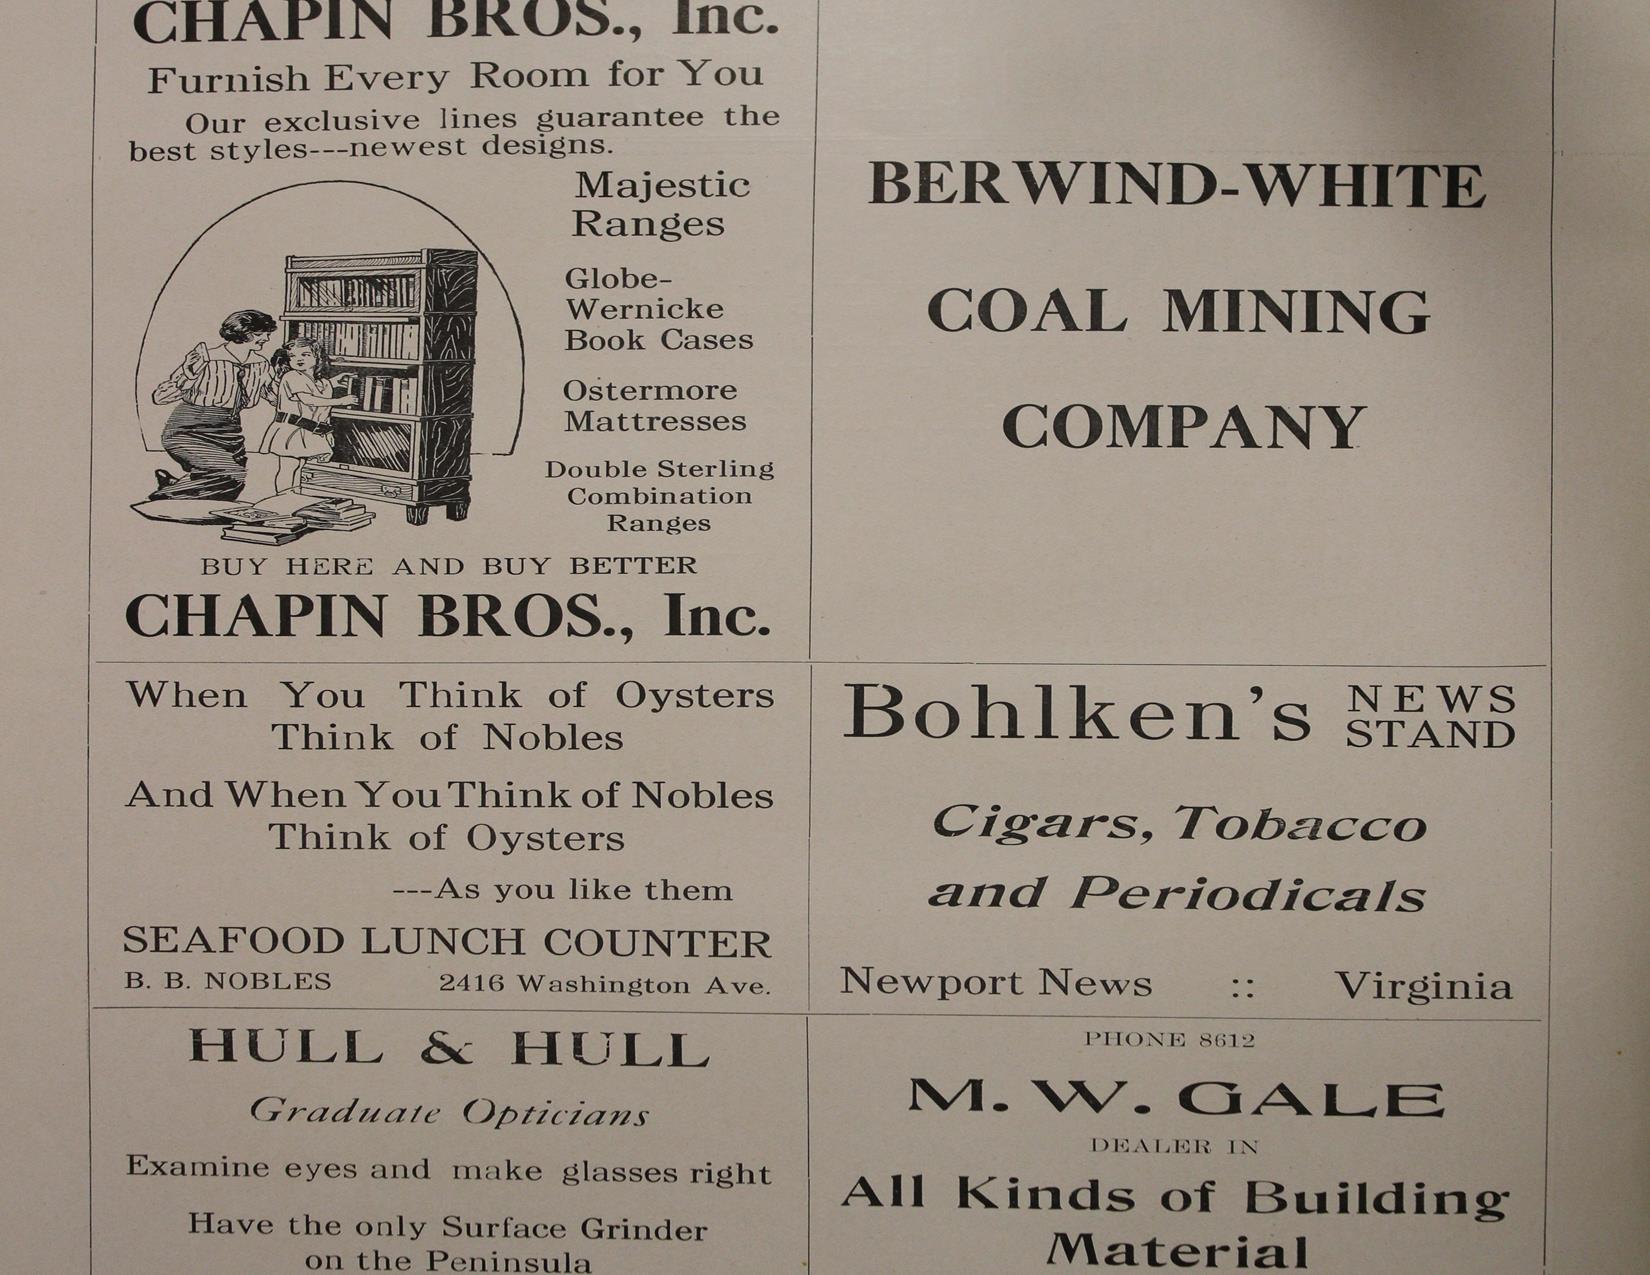 CHAPIN BROS., Inc.
Furnish Every Room for You
Our exclusive lines guarantee the
best styles---newest designs.
Majestic
Ranges
Globe-
Wernicke
Book Cases
Ostermore
Mattresses
Double Sterling
Combination
Ranges
BUY HERE AND BUY BETTER
CHAPIN BROS., Inc.
BERWIND-WHITE
COAL MINING
COMPANY
When You Think of Oysters
Think of Nobles
And When You Think of Nobles
Think of Oysters
---As you like them
SEAFOOD LUNCH COUNTER
B. B. NOBLES 2416 Washington Ave.
Bohlken's NEWS
STAND
Cigars, Tobacco
and Periodicals
Newport News :: Virginia
HULL & HULL
Graduate Opticians
Examine eyes and make glasses right
Have the only Surface Grinder
on the Peninsula
PHONE 8612
M. W. GALE
DEALER IN
All Kinds of Building
Material